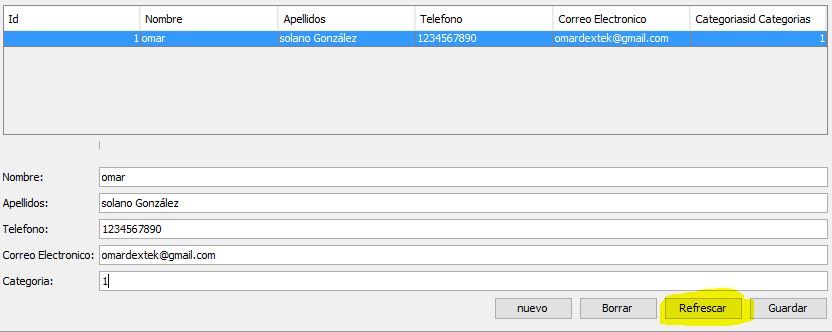 Id Nombre Apellidos Telefono Correo Electronico Categoriasid Categorias
1 omar solano González 1234567890 omardextek@gmail.com 1
Nombre: omar
Apellidos: solano González
Telefono: 1234567890
Correo Electronico: omardextek@gmail.com
Categoria: 1
nuevo Borrar Refrescar Guardar